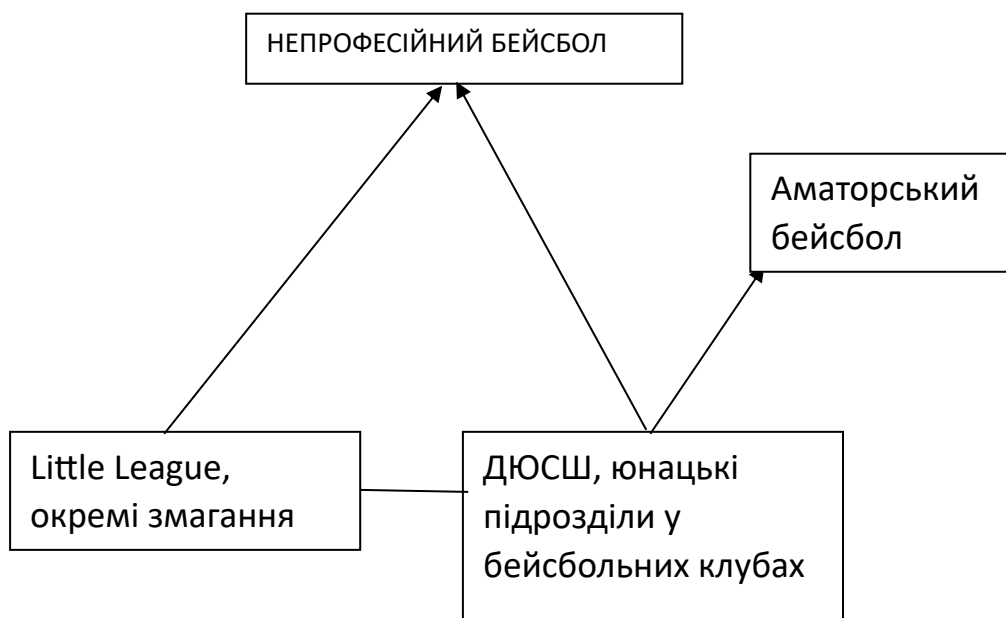 НЕПРОФЕСІЙНИЙ БЕЙСБОЛ
Аматорський
бейсбол
Little League,
окремі змагання
ДЮСШ, юнацькі
підрозділи у
бейсбольних клубах